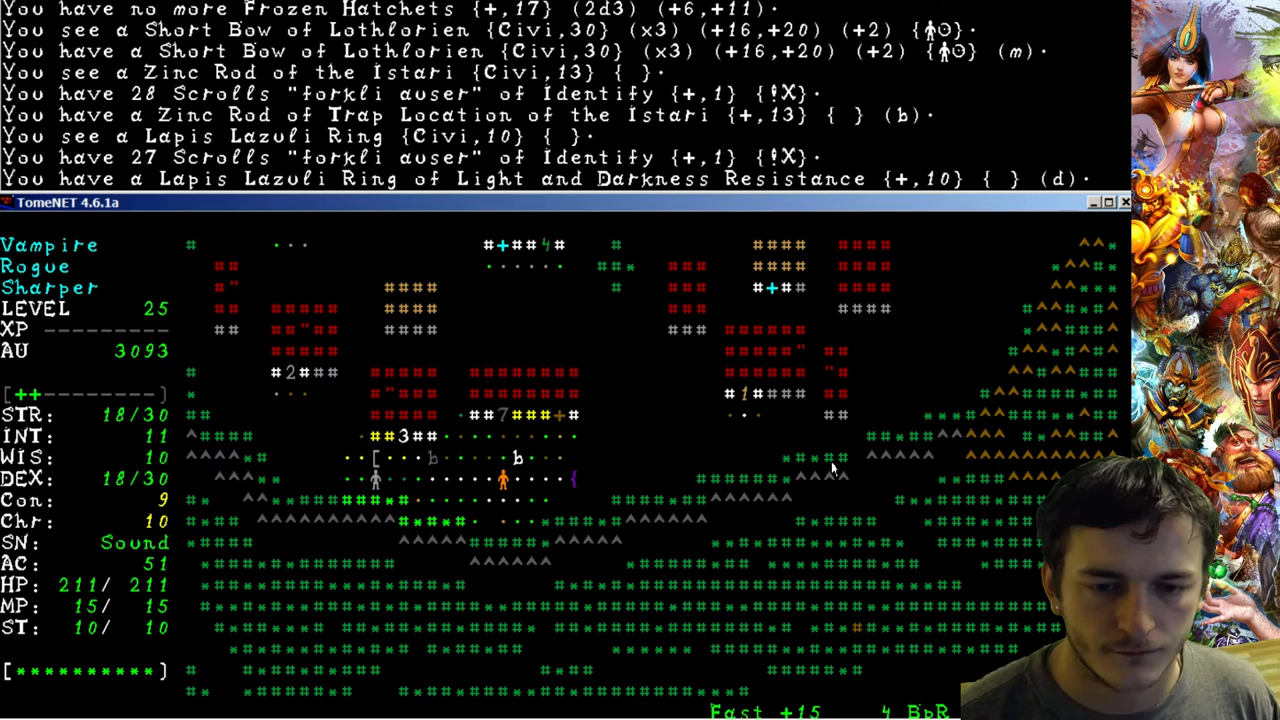 You have no more Frozen Hatchets {+,17} (2d3) (+6,+11).
You see a Short Bow of Lothlorien {Civi,30} (x3) (+16,+20) (+2) { }.
You have a Short Bow of Lothlorien {Civi,30} (x3) (+16,+20) (+2) { } (m).
You see a Zinc Rod of the Istari {Civi,13} { }.
You have 28 Scrolls "forkli auser" of Identify {+,1} {!X}.
You have a Zinc Rod of Trap Location of the Istari {+,13} { } (b).
You see a Lapis Lazuli Ring {Civi,10} { }.
You have 27 Scrolls "forkli auser" of Identify {+,1} {!X}.
You have a Lapis Lazuli Ring of Light and Darkness Resistance {+,10} { } (d).
TomeNET 4.6.1a
Vampire
Rogue
Sharper
LEVEL 25
XP ---------
AU 3093
[++---------]
STR: 18/30
INT: 11
WIS: 10
DEX: 18/30
Con: 9
Chr: 10
SN: Sound
AC: 51
HP: 211/ 211
MP: 15/ 15
ST: 10/ 10
[**********]
Fast +15 4 BpR